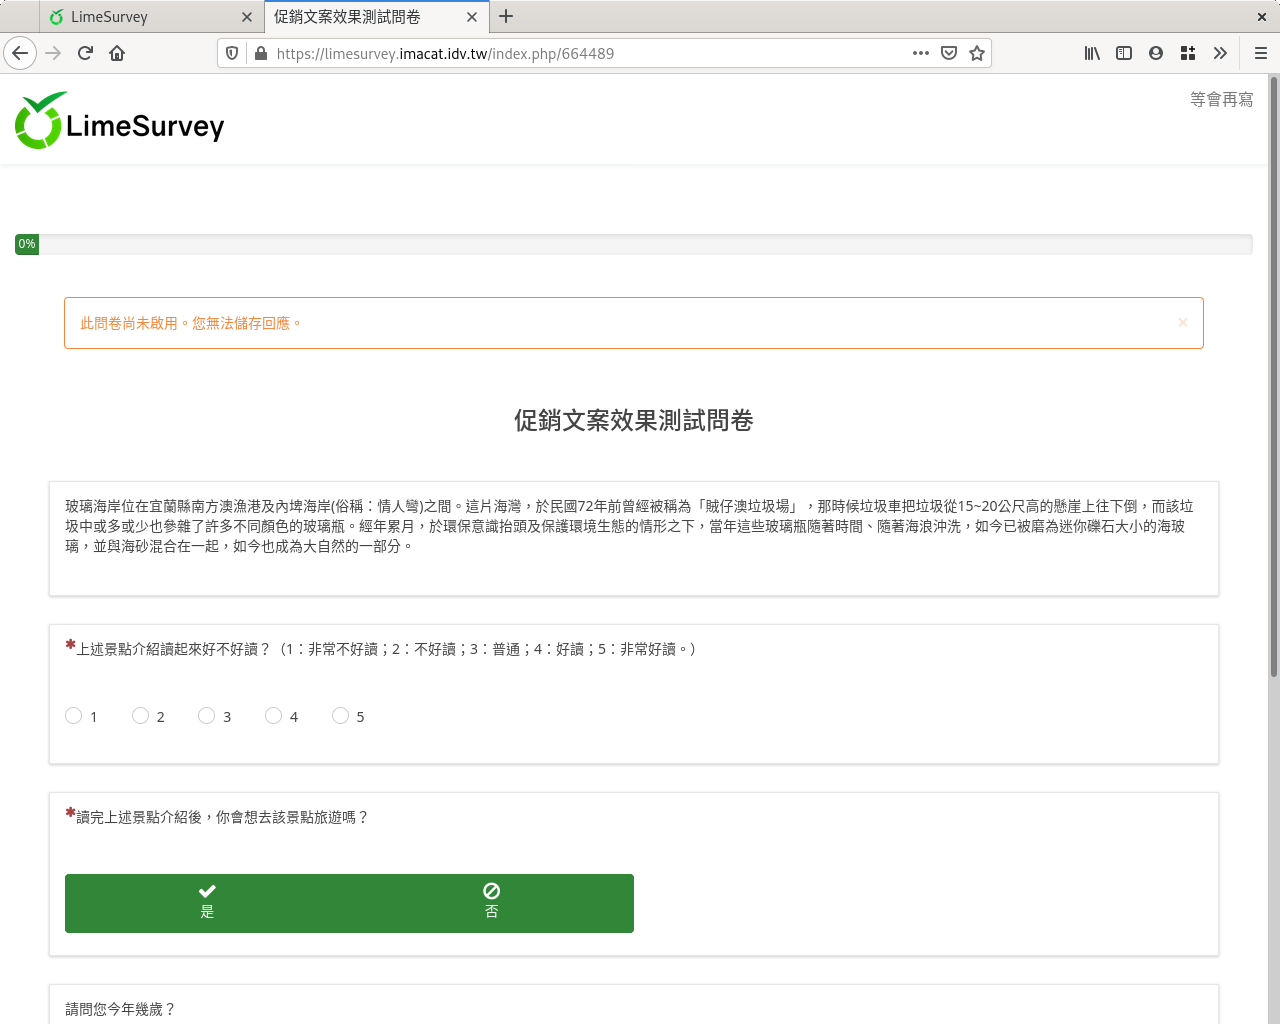 LimeSurvey
促銷文案效果測試問卷
https://limesurvey.imacat.idv.tw/index.php/664489
LimeSurvey
等會再寫
0%
此問卷尚未啟用。您無法儲存回應。
×
促銷文案效果測試問卷
玻璃海岸位在宜蘭縣南方澳漁港及內埤海岸(俗稱：情人彎)之間。這片海灣，於民國72年前曾經被稱為「賊仔澳垃圾場」，那時候垃圾車把垃圾從15~20公尺高的懸崖上往下倒，而該垃
圾中或多或少也參雜了許多不同顏色的玻璃瓶。經年累月，於環保意識抬頭及保護環境生態的情形之下，當年這些玻璃瓶隨著時間、隨著海浪沖洗，如今已被磨為迷你礫石大小的海玻
璃，並與海砂混合在一起，如今也成為大自然的一部分。
*上述景點介紹讀起來好不好讀？（1：非常不好讀；2：不好讀；3：普通；4：好讀；5：非常好讀。）
1 2 3 4 5
*讀完上述景點介紹後，你會想去該景點旅遊嗎？
是 否
請問您今年幾歲？